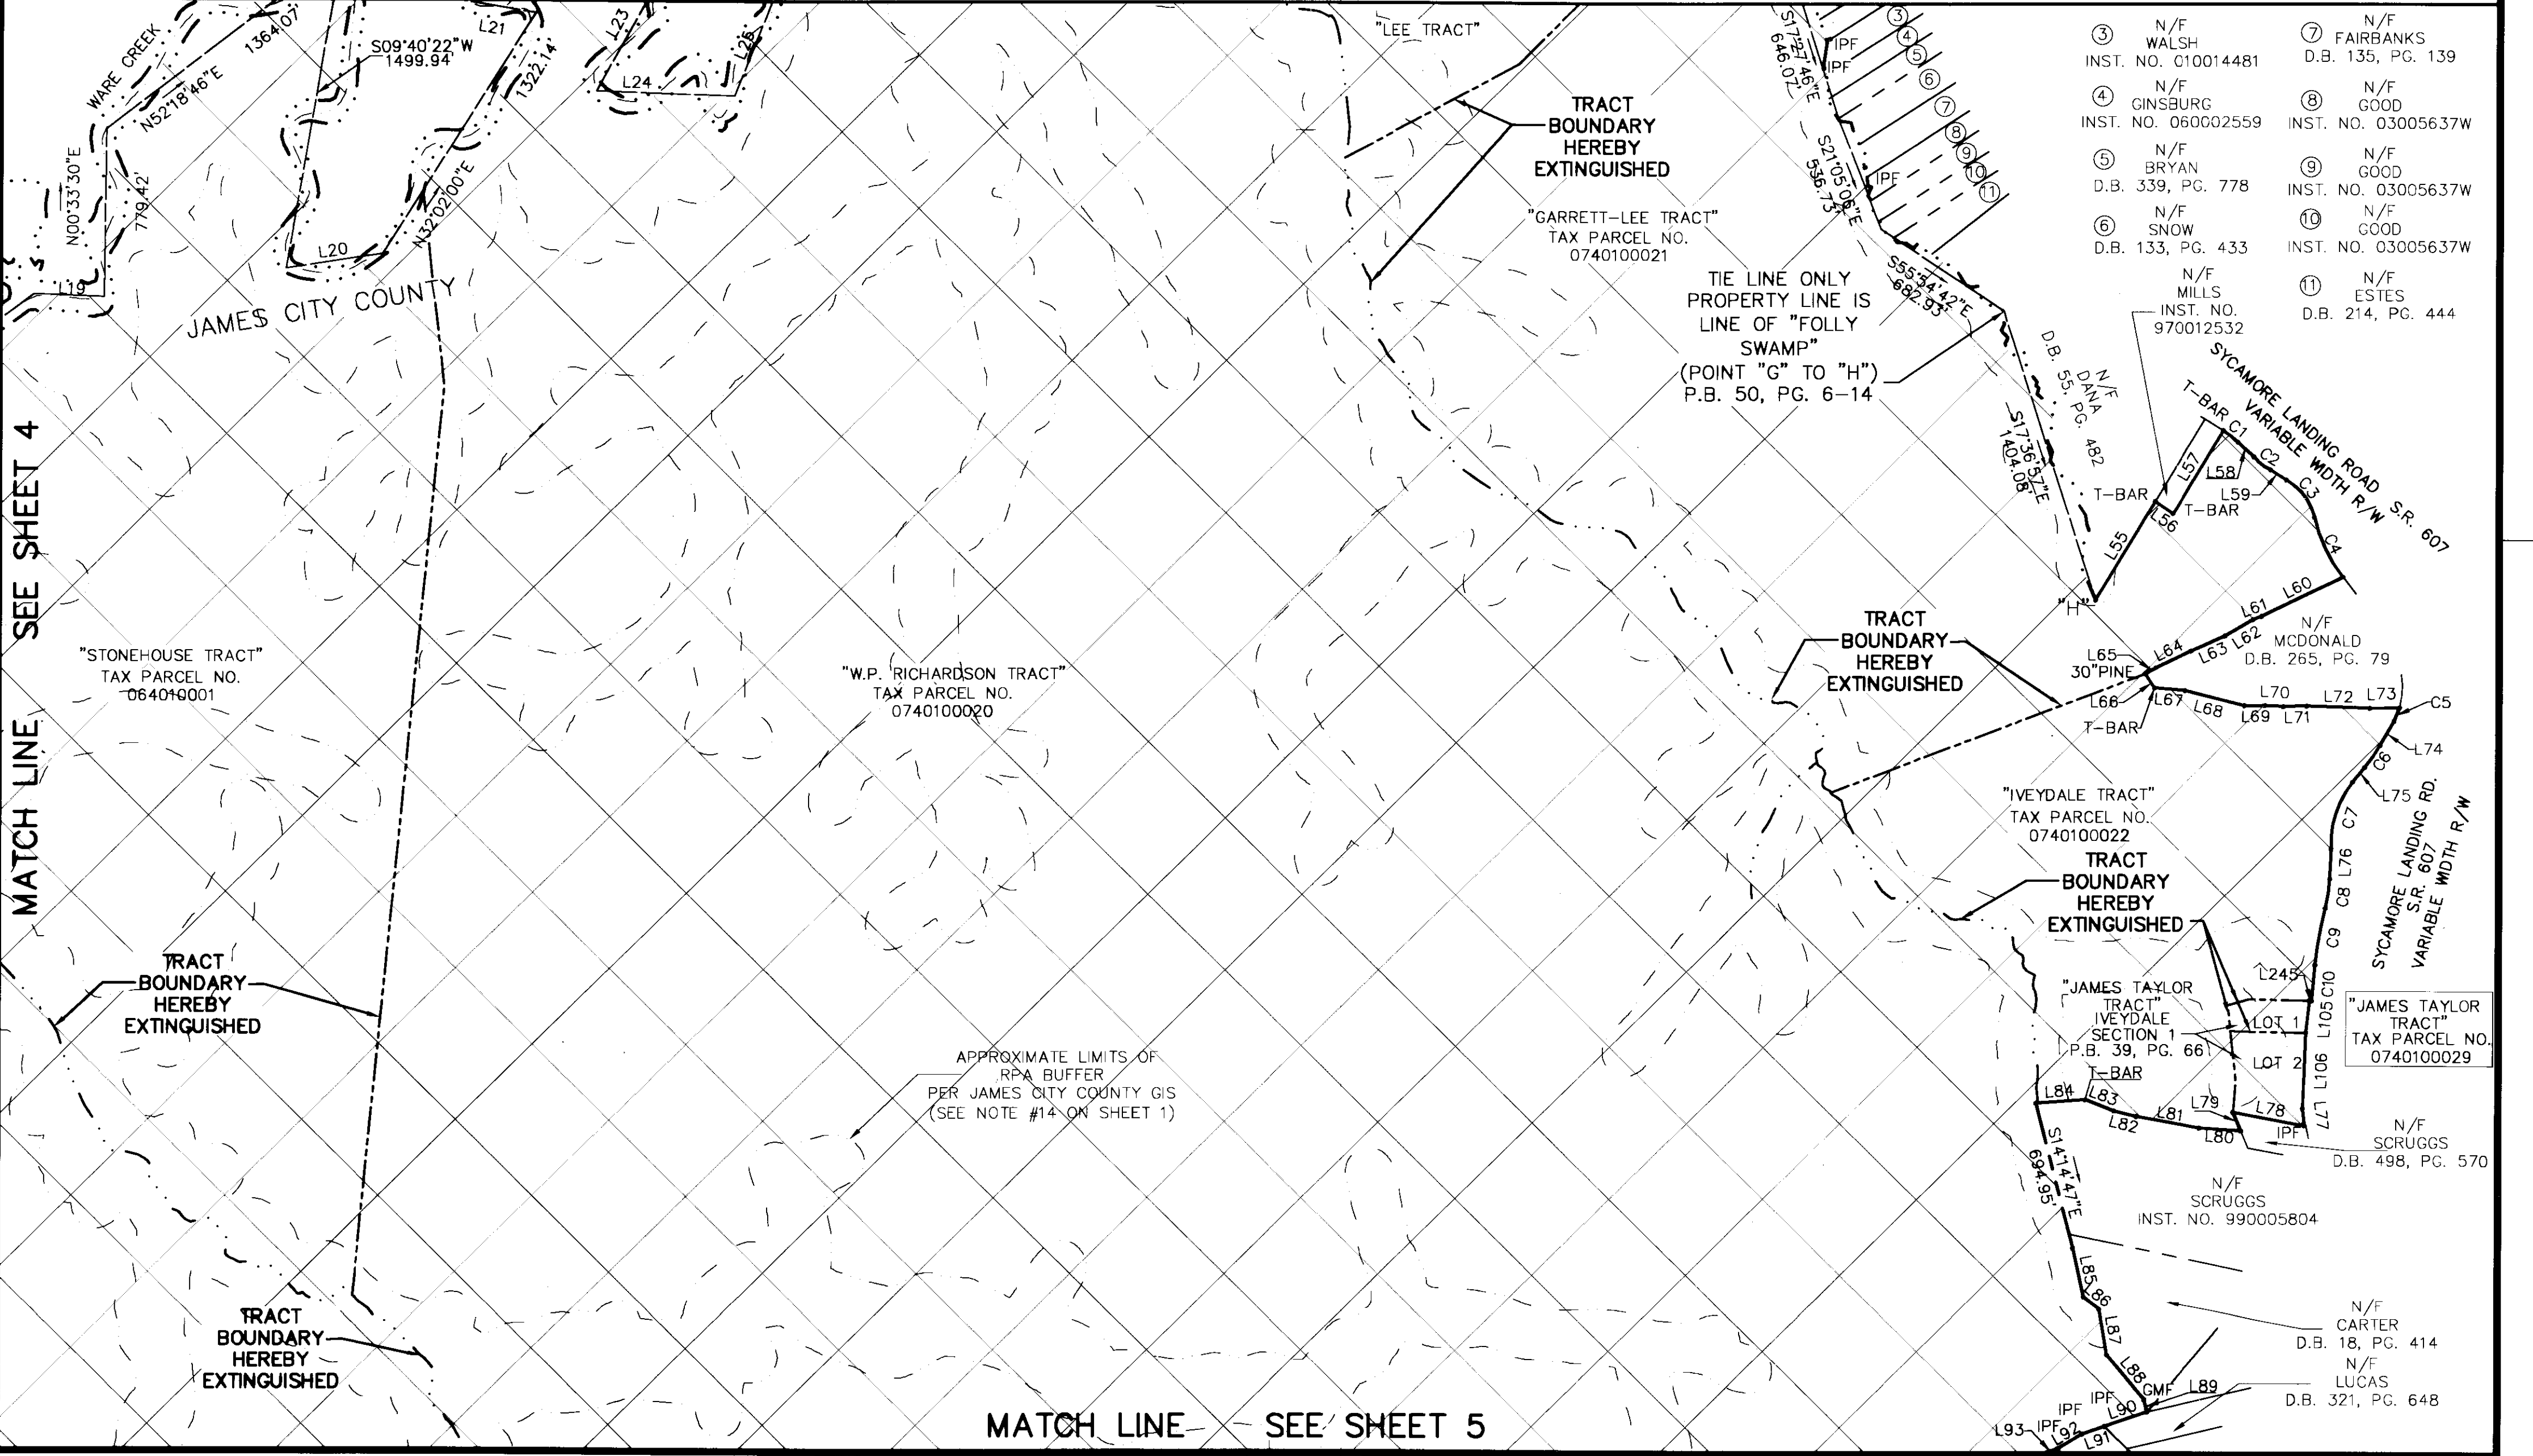 WARE CREEK
1364.07'
N52°18'46"E
N00°33'30"E
779.42'
S09°40'22"W
1499.94'
L21
1322.14'
N32°02'00"E
L23
L24
L25
L20
L19
JAMES CITY COUNTY
MATCH LINE SEE SHEET 4
"STONEHOUSE TRACT"
TAX PARCEL NO.
064010001
TRACT
BOUNDARY
HEREBY
EXTINGUISHED
TRACT
BOUNDARY
HEREBY
EXTINGUISHED
"W.P. RICHARDSON TRACT"
TAX PARCEL NO.
0740100020
APPROXIMATE LIMITS OF
RPA BUFFER
PER JAMES CITY COUNTY GIS
(SEE NOTE #14 ON SHEET 1)
MATCH LINE - SEE SHEET 5
"LEE TRACT"
TRACT
BOUNDARY
HEREBY
EXTINGUISHED
"GARRETT-LEE TRACT"
TAX PARCEL NO.
0740100021
TIE LINE ONLY
PROPERTY LINE IS
LINE OF "FOLLY
SWAMP"
(POINT "G" TO "H")
P.B. 50, PG. 6-14
S17°27'46"E
646.07'
IPF
IPF
S21°05'06"E
536.73'
IPF
3
4
5
6
7
8
9
10
11
S55°54'42"E
682.93'
S17°36'57"E
1404.08'
N/F
DANA
D.B. 55, PG. 482
"H"
3 N/F
WALSH
INST. NO. 010014481
4 N/F
GINSBURG
INST. NO. 060002559
5 N/F
BRYAN
D.B. 339, PG. 778
6 N/F
SNOW
D.B. 133, PG. 433
N/F
MILLS
INST. NO.
970012532
7 N/F
FAIRBANKS
D.B. 135, PG. 139
8 N/F
GOOD
INST. NO. 03005637W
9 N/F
GOOD
INST. NO. 03005637W
10 N/F
GOOD
INST. NO. 03005637W
11 N/F
ESTES
D.B. 214, PG. 444
SYCAMORE LANDING ROAD S.R. 607
VARIABLE WIDTH R/W
T-BAR
C1
L57
L58
C2
L59
C3
T-BAR
L56
T-BAR
C4
L55
L60
L61
L62
L63
L64
L65
30"PINE
L66
T-BAR
N/F
MCDONALD
D.B. 265, PG. 79
L67
L68
L69
L70
L71
L72
L73
C5
L74
C6
L75
C7
L76
C8
C9
C10
SYCAMORE LANDING RD.
S.R. 607
VARIABLE WIDTH R/W
TRACT
BOUNDARY
HEREBY
EXTINGUISHED
"IVEYDALE TRACT"
TAX PARCEL NO.
0740100022
TRACT
BOUNDARY
HEREBY
EXTINGUISHED
L245
"JAMES TAYLOR
TRACT"
IVEYDALE
SECTION 1
P.B. 39, PG. 66
LOT 1
LOT 2
L105
L106
L77
"JAMES TAYLOR
TRACT"
TAX PARCEL NO.
0740100029
T-BAR
L84
L83
L82
L81
L80
L79
L78
IPF
N/F
SCRUGGS
D.B. 498, PG. 570
S14°14'47"E
694.95'
N/F
SCRUGGS
INST. NO. 990005804
L85
L86
L87
L88
N/F
CARTER
D.B. 18, PG. 414
N/F
LUCAS
D.B. 321, PG. 648
GMF
L89
IPF
L90
IPF
L91
L92
IPF
L93